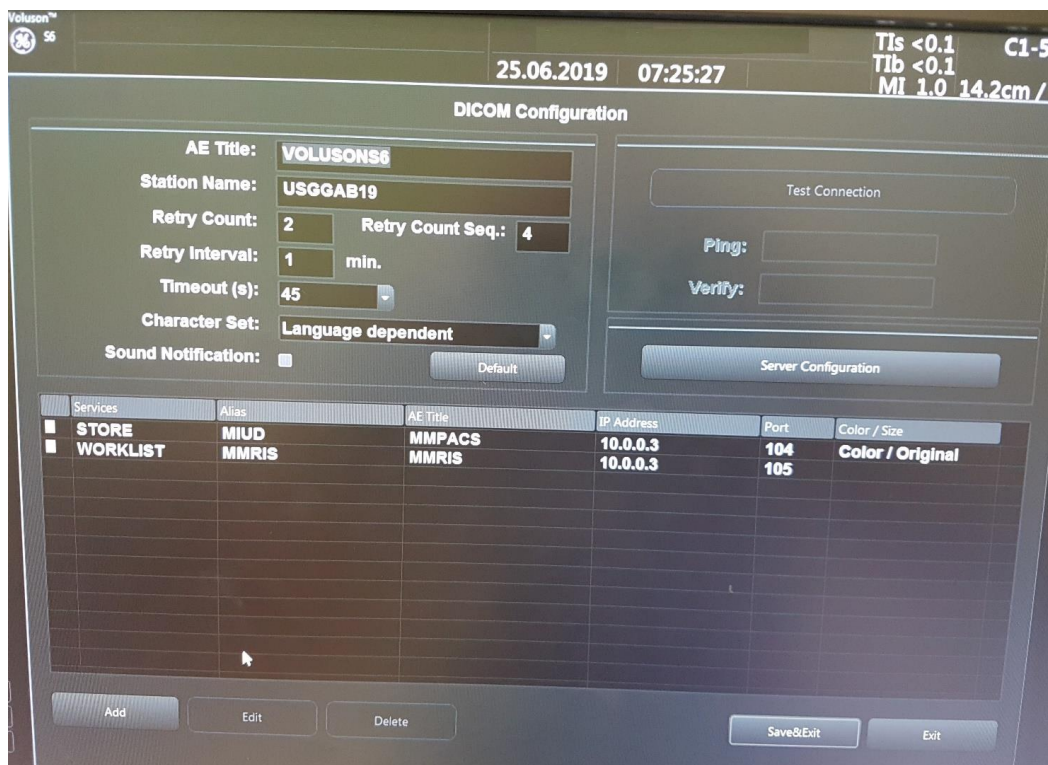 Voluson™
S6
TIs <0.1 C1-5
25.06.2019 07:25:27 TIb <0.1
MI 1.0 14.2cm /
DICOM Configuration
AE Title: VOLUSONS6
Station Name: USGGAB19
Test Connection
Retry Count: 2 Retry Count Seq.: 4
Ping:
Retry Interval: 1 min.
Timeout (s): 45
Verify:
Character Set: Language dependent
Sound Notification:
Default
Server Configuration
Services Alias AE Title IP Address Port Color / Size
STORE MIUD MMPACS 10.0.0.3 104 Color / Original
WORKLIST MMRIS MMRIS 10.0.0.3 105
Add Edit Delete Save&Exit Exit